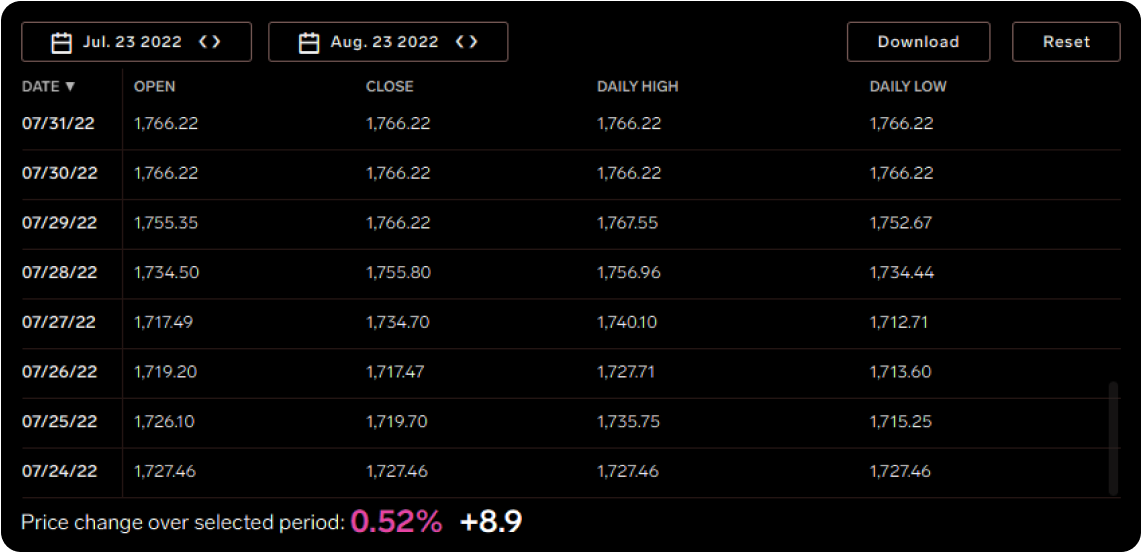 Jul. 23 2022 < > Aug. 23 2022 < > Download Reset
DATE ▼ OPEN CLOSE DAILY HIGH DAILY LOW
07/31/22 1,766.22 1,766.22 1,766.22 1,766.22
07/30/22 1,766.22 1,766.22 1,766.22 1,766.22
07/29/22 1,755.35 1,766.22 1,767.55 1,752.67
07/28/22 1,734.50 1,755.80 1,756.96 1,734.44
07/27/22 1,717.49 1,734.70 1,740.10 1,712.71
07/26/22 1,719.20 1,717.47 1,727.71 1,713.60
07/25/22 1,726.10 1,719.70 1,735.75 1,715.25
07/24/22 1,727.46 1,727.46 1,727.46 1,727.46
Price change over selected period: 0.52% +8.9